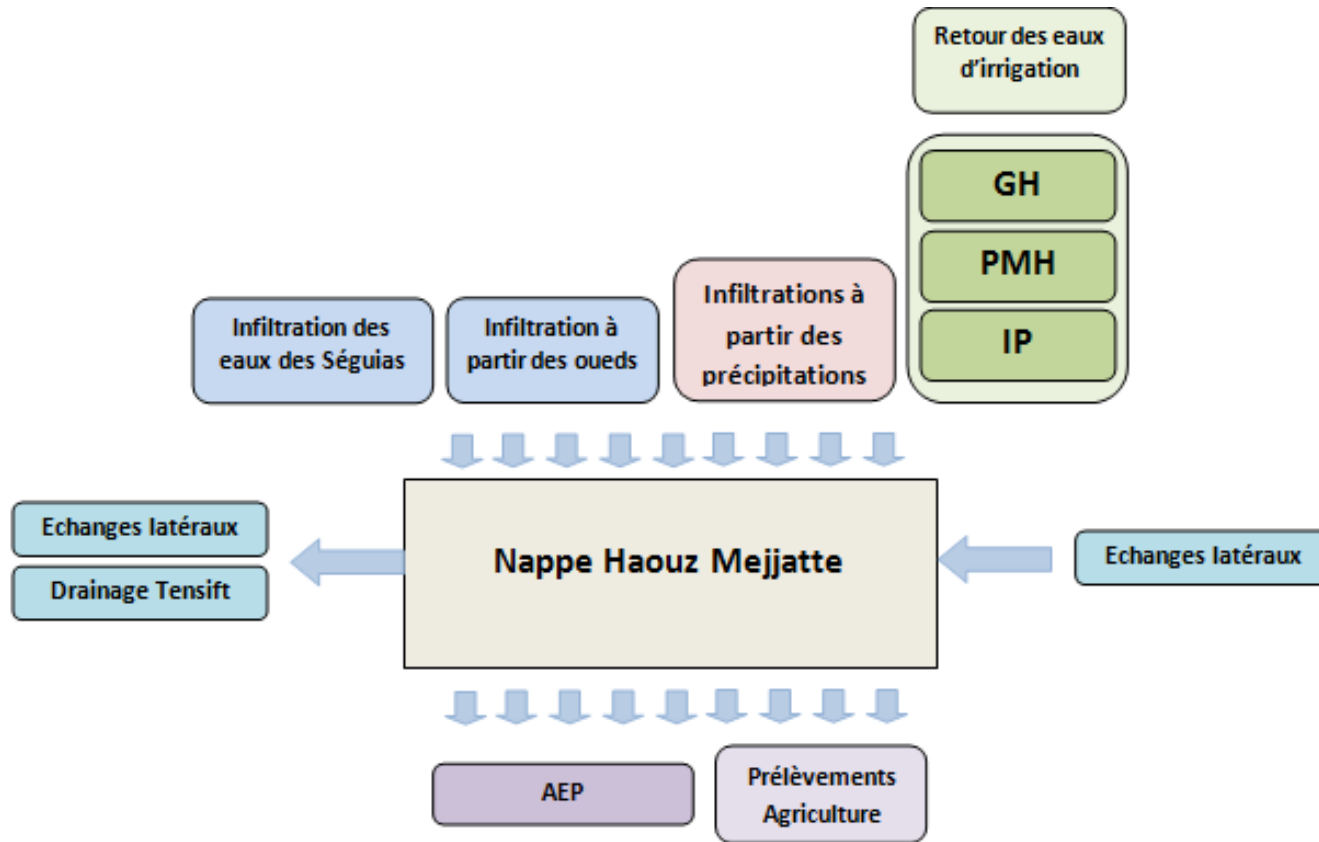 Retour des eaux
d'irrigation
GH
PMH
IP
Infiltrations à
partir des
précipitations
Infiltration à
partir des oueds
Infiltration des
eaux des Séguias
Echanges latéraux
Drainage Tensift
Nappe Haouz Mejjatte
Echanges latéraux
AEP
Prélèvements
Agriculture